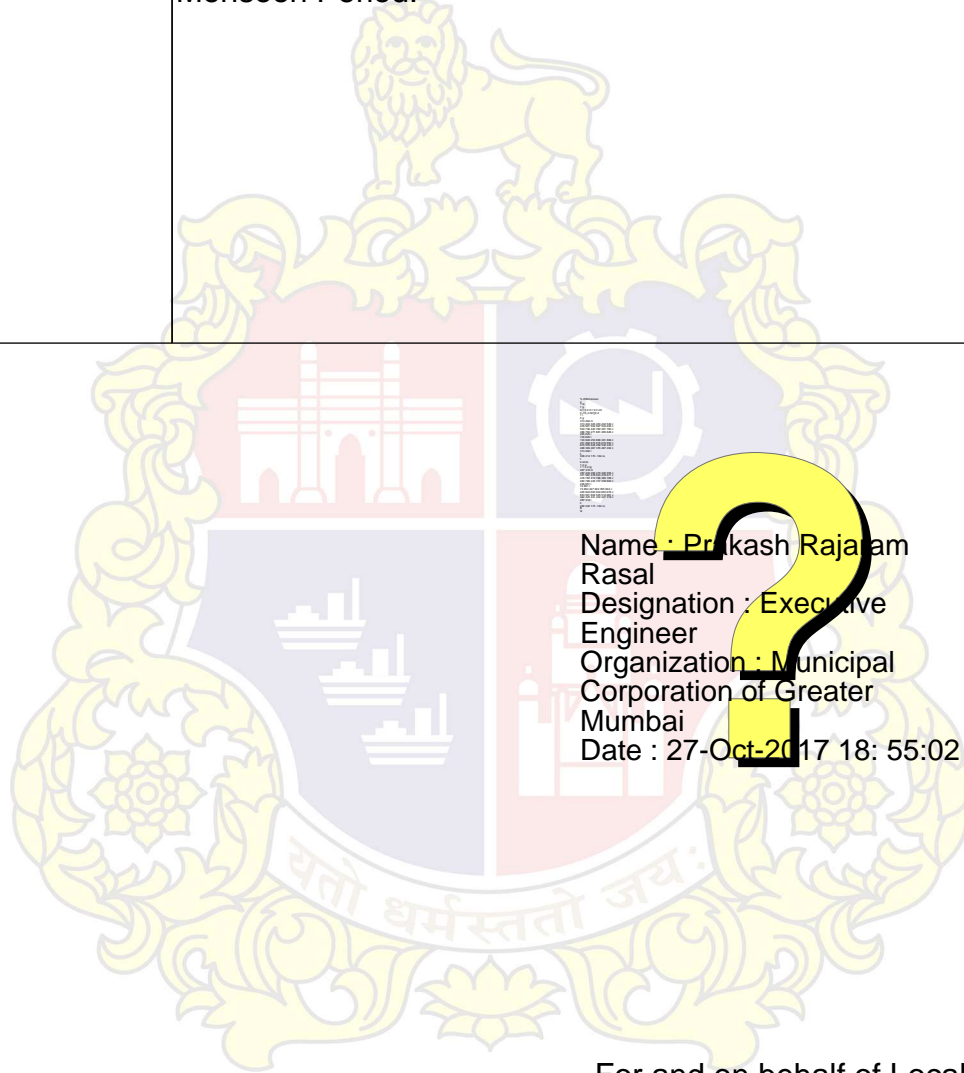 Monsoon Period.
Name : Prakash Rajaram
Rasal
Designation : Executive
Engineer
Organization : Municipal
Corporation of Greater
Mumbai
Date : 27-Oct-2017 18: 55:02
यतो धर्मस्ततो जय:
For and on behalf of Local